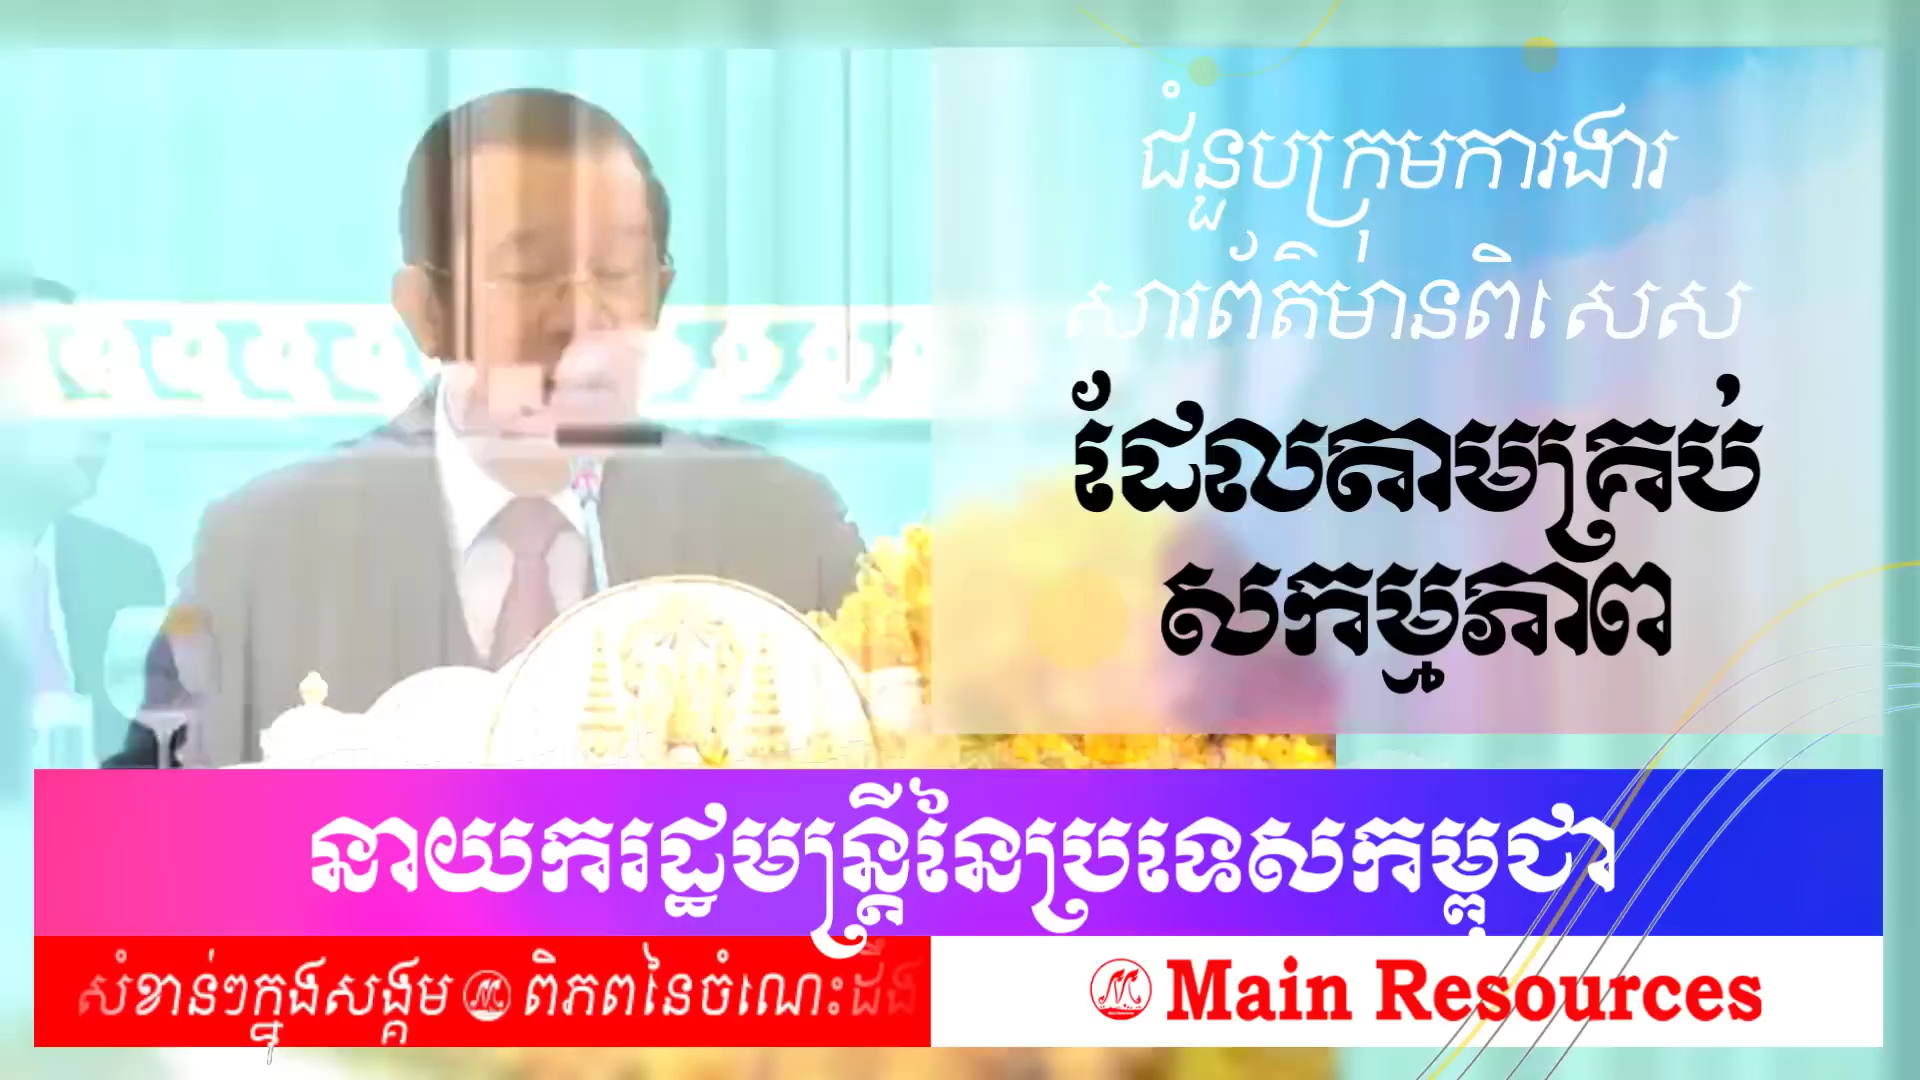 ជំនួបក្រុមការងារ
សារព័ត៌មានពិសេស
ដែលតាមគ្រប់
សកម្មភាព
នាយករដ្ឋមន្ត្រីនៃប្រទេសកម្ពុជា
សំខាន់ៗក្នុងសង្គម ពិភពនៃចំណេះដឹង
Main Resources